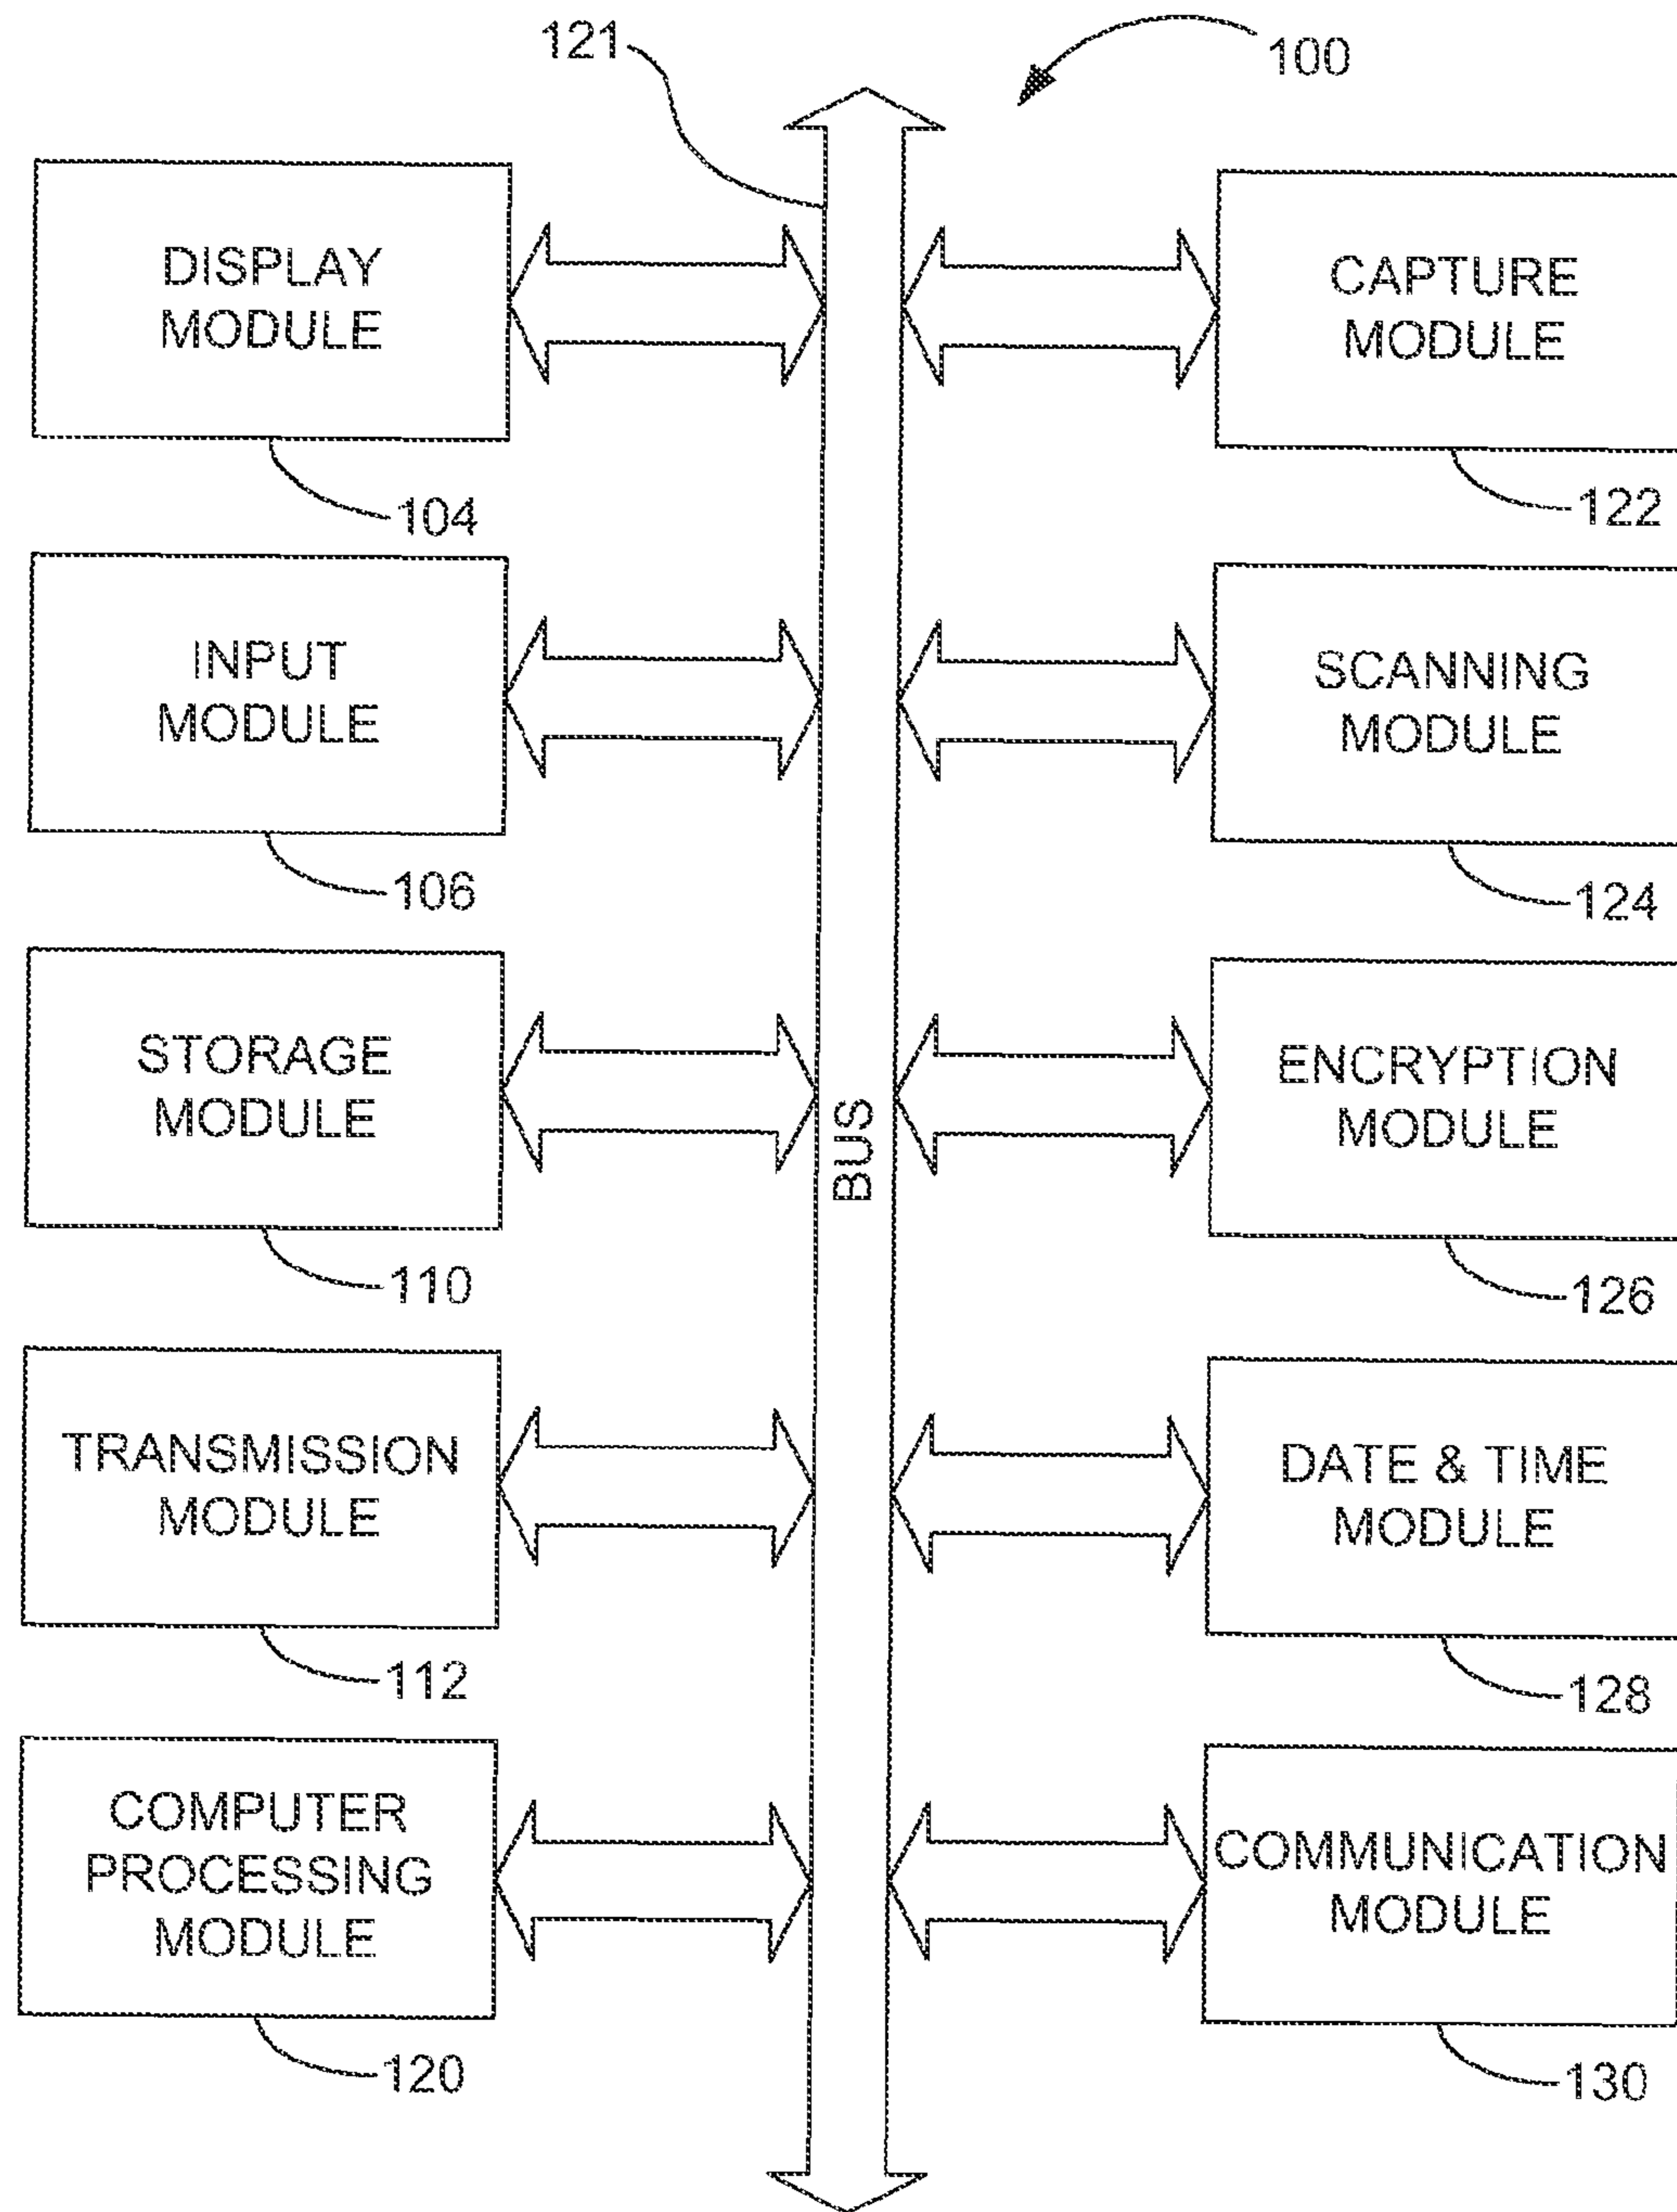 121
100
DISPLAY
MODULE
104
CAPTURE
MODULE
122
INPUT
MODULE
106
SCANNING
MODULE
124
STORAGE
MODULE
110
BUS
ENCRYPTION
MODULE
126
TRANSMISSION
MODULE
112
DATE & TIME
MODULE
128
COMPUTER
PROCESSING
MODULE
120
COMMUNICATION
MODULE
130